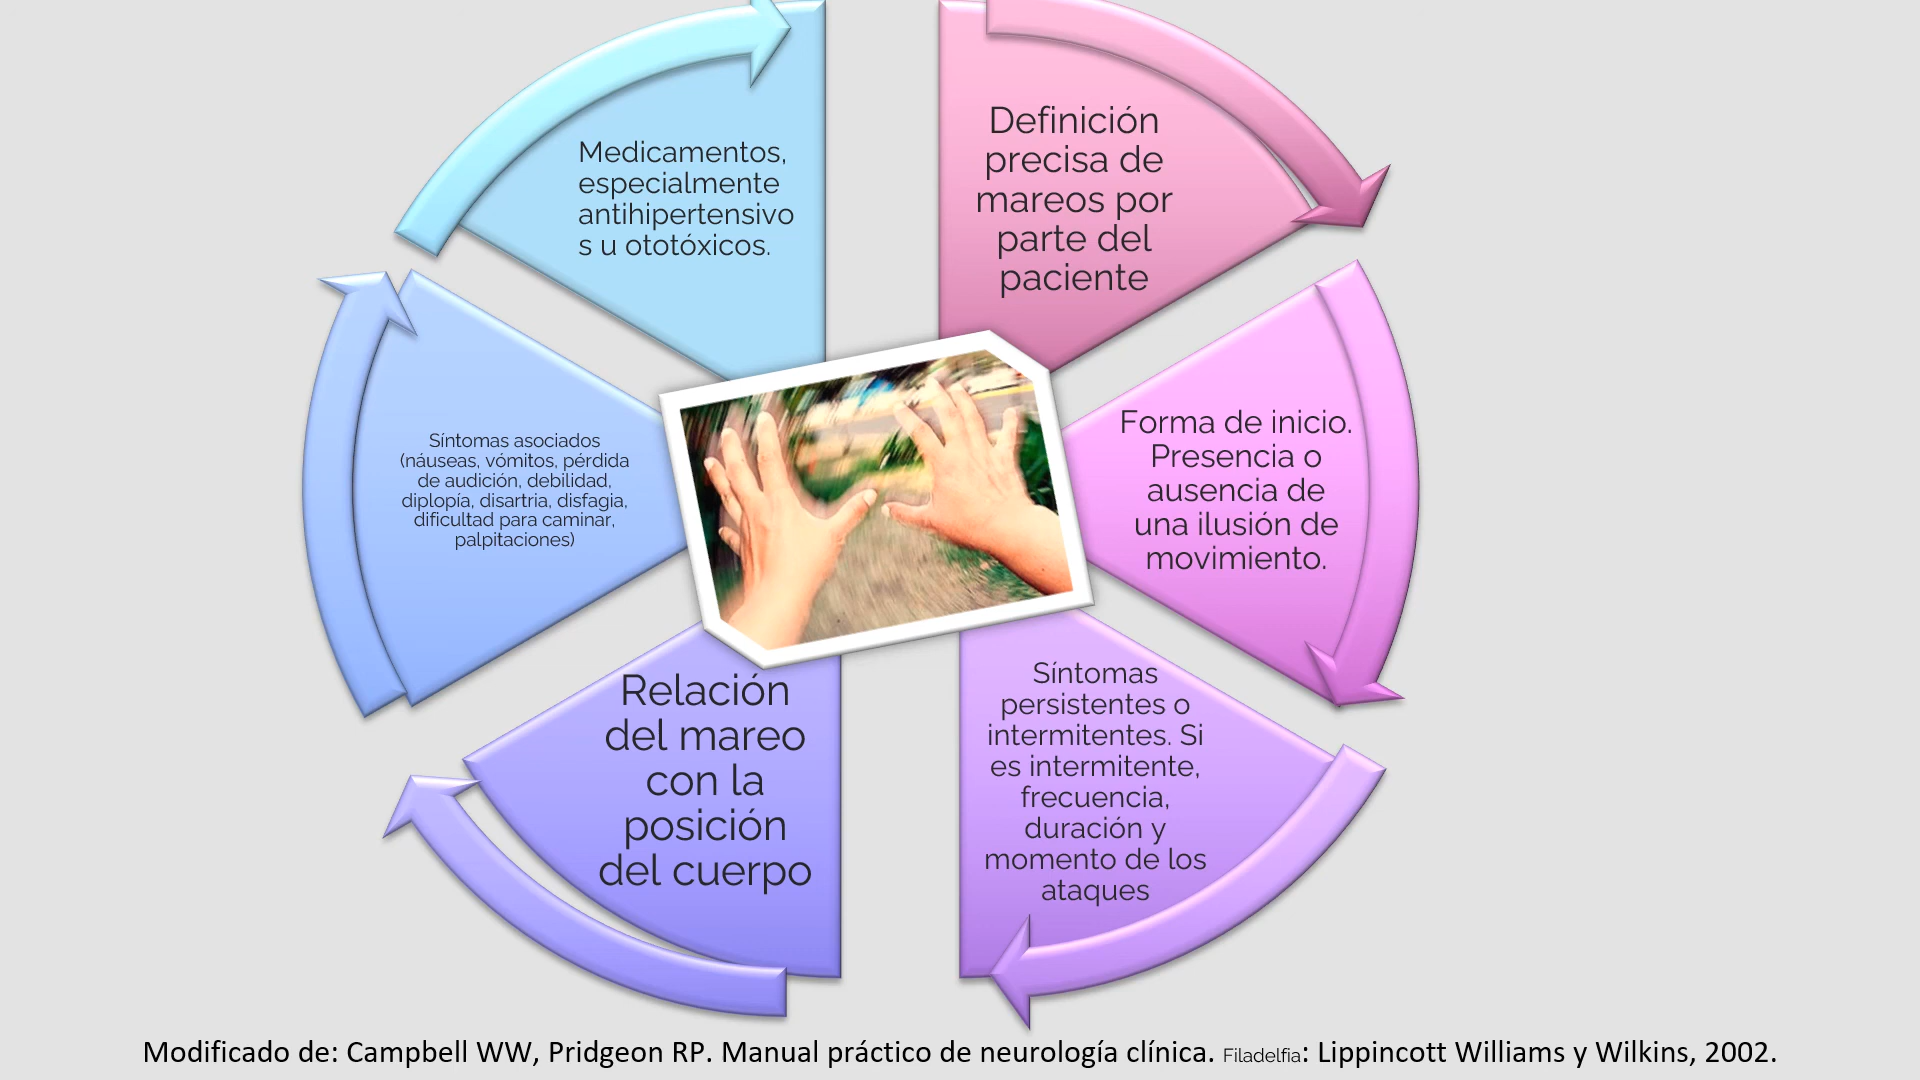 Definición
precisa de
mareos por
parte del
paciente
Forma de inicio.
Presencia o
ausencia de
una ilusión de
movimiento.
Síntomas
persistentes o
intermitentes. Si
es intermitente,
frecuencia,
duración y
momento de los
ataques
Relación
del mareo
con la
posición
del cuerpo
Síntomas asociados
(náuseas, vómitos, pérdida
de audición, debilidad,
diplopía, disartria, disfagia,
dificultad para caminar,
palpitaciones)
Medicamentos,
especialmente
antihipertensivo
s u ototóxicos.
Modificado de: Campbell WW, Pridgeon RP. Manual práctico de neurología clínica. Filadelfia: Lippincott Williams y Wilkins, 2002.